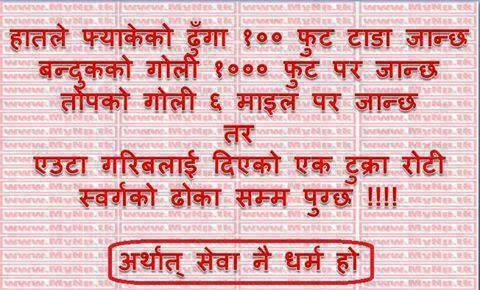 हातले फ्याकेको ढुँगा १०० फुट टाडा जान्छ
बन्दुकको गोली १००० फुट पर जान्छ
तोपको गोली ६ माइल पर जान्छ
तर
एउटा गरिबलाई दिएको एक टुक्रा रोटी
स्वर्गको ढोका सम्म पुग्छ !!!!
अर्थात् सेवा नै धर्म हो